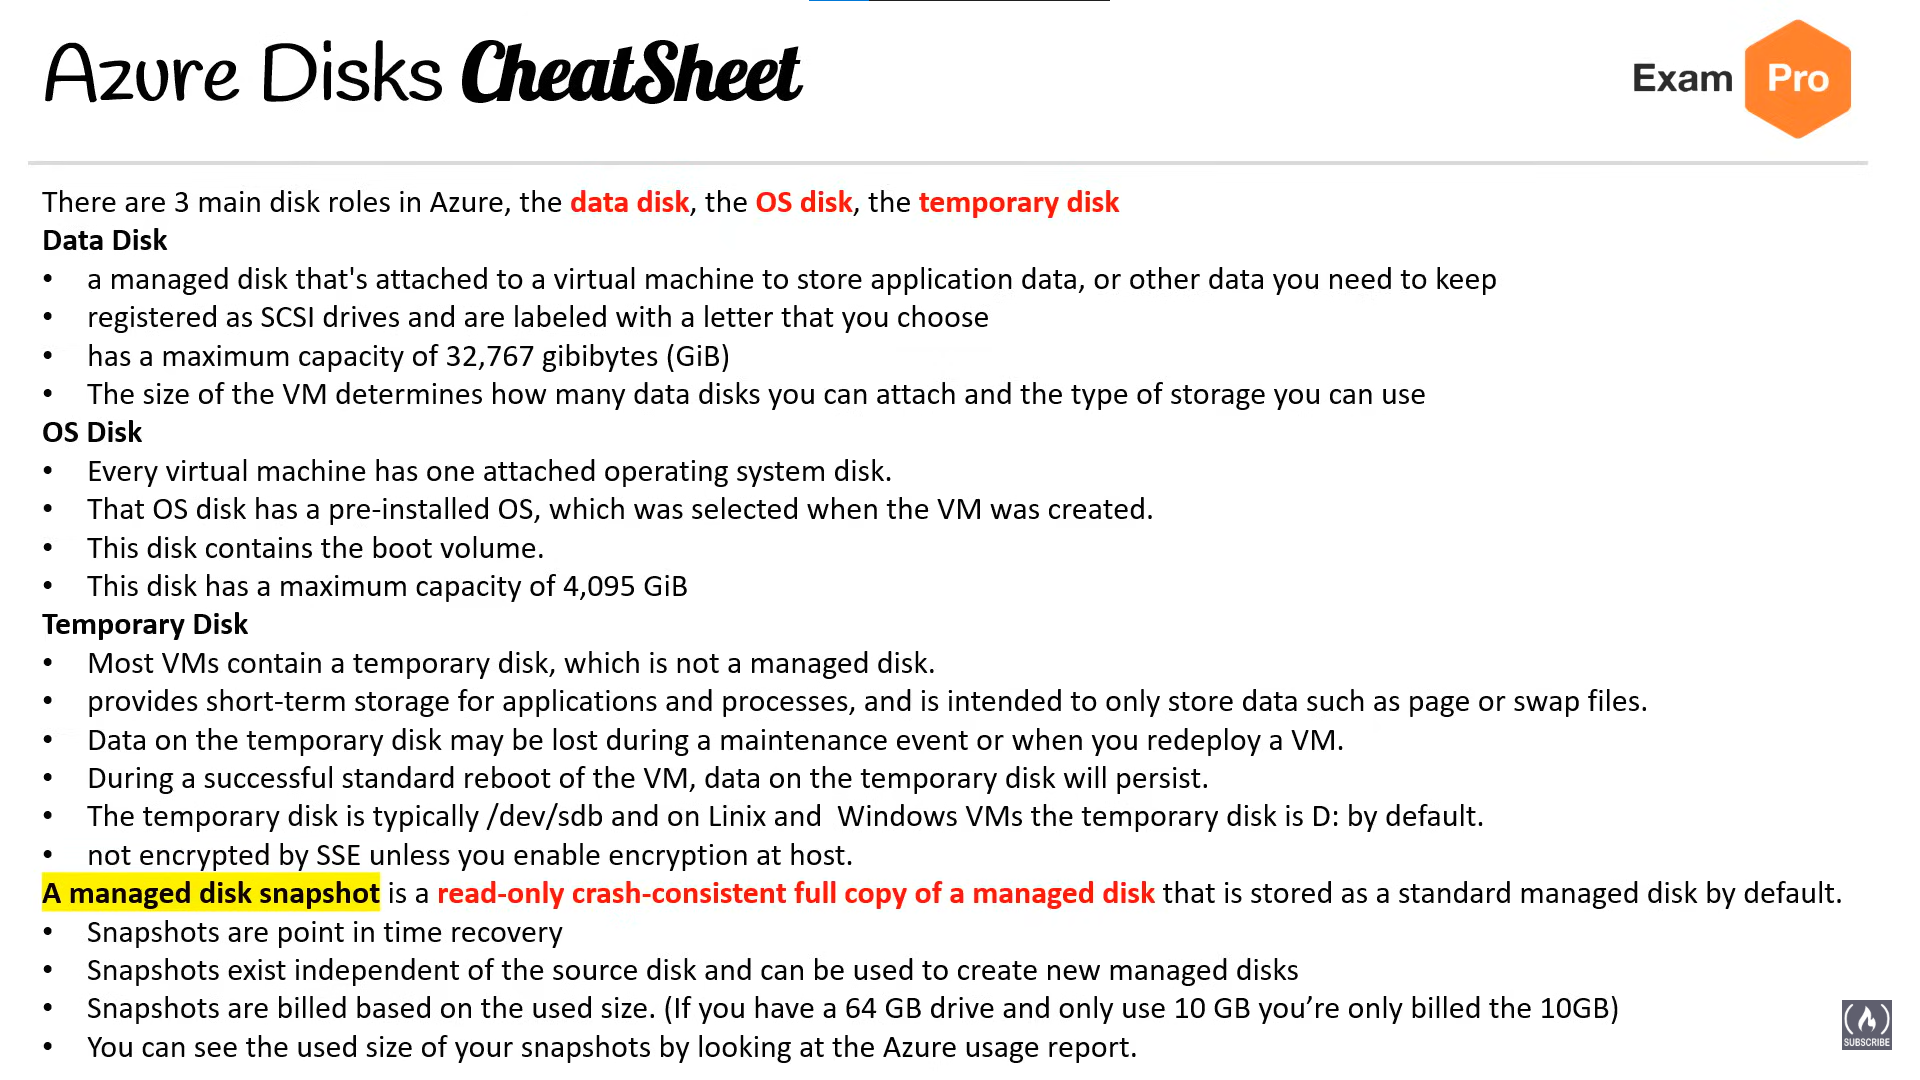 Azure Disks CheatSheet
Exam Pro
There are 3 main disk roles in Azure, the data disk, the OS disk, the temporary disk
Data Disk
• a managed disk that's attached to a virtual machine to store application data, or other data you need to keep
• registered as SCSI drives and are labeled with a letter that you choose
• has a maximum capacity of 32,767 gibibytes (GiB)
• The size of the VM determines how many data disks you can attach and the type of storage you can use
OS Disk
• Every virtual machine has one attached operating system disk.
• That OS disk has a pre-installed OS, which was selected when the VM was created.
• This disk contains the boot volume.
• This disk has a maximum capacity of 4,095 GiB
Temporary Disk
• Most VMs contain a temporary disk, which is not a managed disk.
• provides short-term storage for applications and processes, and is intended to only store data such as page or swap files.
• Data on the temporary disk may be lost during a maintenance event or when you redeploy a VM.
• During a successful standard reboot of the VM, data on the temporary disk will persist.
• The temporary disk is typically /dev/sdb and on Linix and  Windows VMs the temporary disk is D: by default.
• not encrypted by SSE unless you enable encryption at host.
A managed disk snapshot is a read-only crash-consistent full copy of a managed disk that is stored as a standard managed disk by default.
• Snapshots are point in time recovery
• Snapshots exist independent of the source disk and can be used to create new managed disks
• Snapshots are billed based on the used size. (If you have a 64 GB drive and only use 10 GB you’re only billed the 10GB)
• You can see the used size of your snapshots by looking at the Azure usage report.
SUBSCRIBE